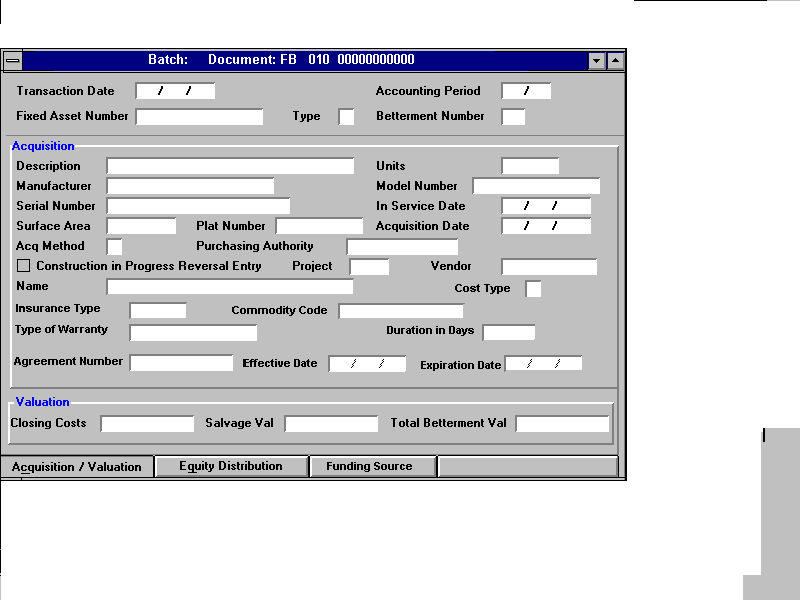 Batch: Document: FB 010 00000000000
Transaction Date / / Accounting Period /
Fixed Asset Number Type Betterment Number
Acquisition
Description Units
Manufacturer Model Number
Serial Number In Service Date / /
Surface Area Plat Number Acquisition Date / /
Acq Method Purchasing Authority
Construction in Progress Reversal Entry Project Vendor
Name Cost Type
Insurance Type Commodity Code
Type of Warranty Duration in Days
Agreement Number Effective Date / / Expiration Date / /
Valuation
Closing Costs Salvage Val Total Betterment Val
Acquisition / Valuation Equity Distribution Funding Source